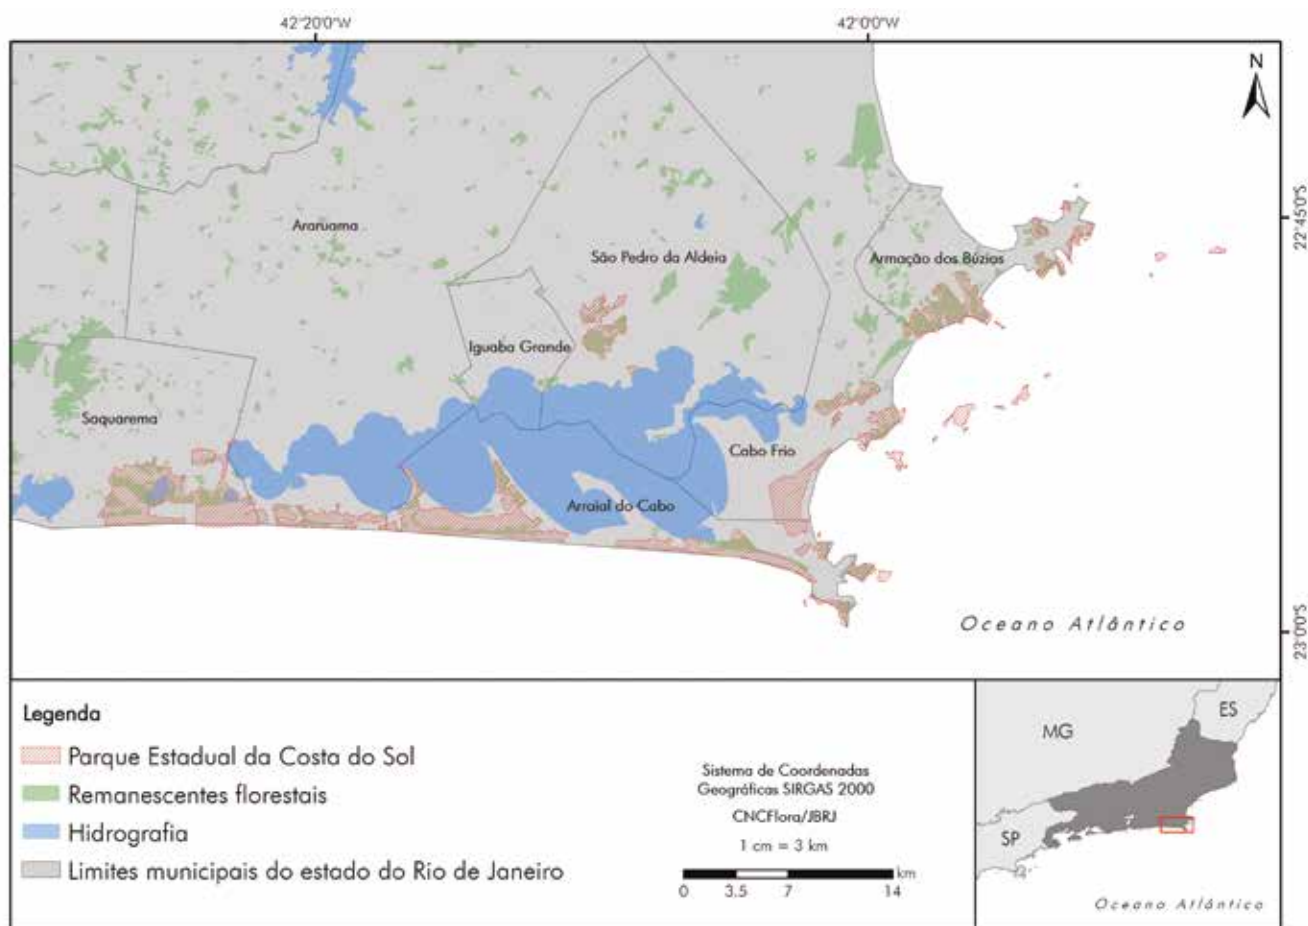 42°20'0"W
42°0'0"W
N
22°45'0"S
Araruama
São Pedro da Aldeia
Armação dos Búzios
Iguaba Grande
Saquarema
Cabo Frio
Arraial do Cabo
Oceano Atlântico
23°0'0"S
Legenda
Parque Estadual da Costa do Sol
Remanescentes florestais
Hidrografia
Limites municipais do estado do Rio de Janeiro
Sistema de Coordenadas
Geográficas SIRGAS 2000
CNCFlora/JBRJ
1 cm = 3 km
km
0 3.5 7 14
MG
ES
SP
Oceano Atlântico